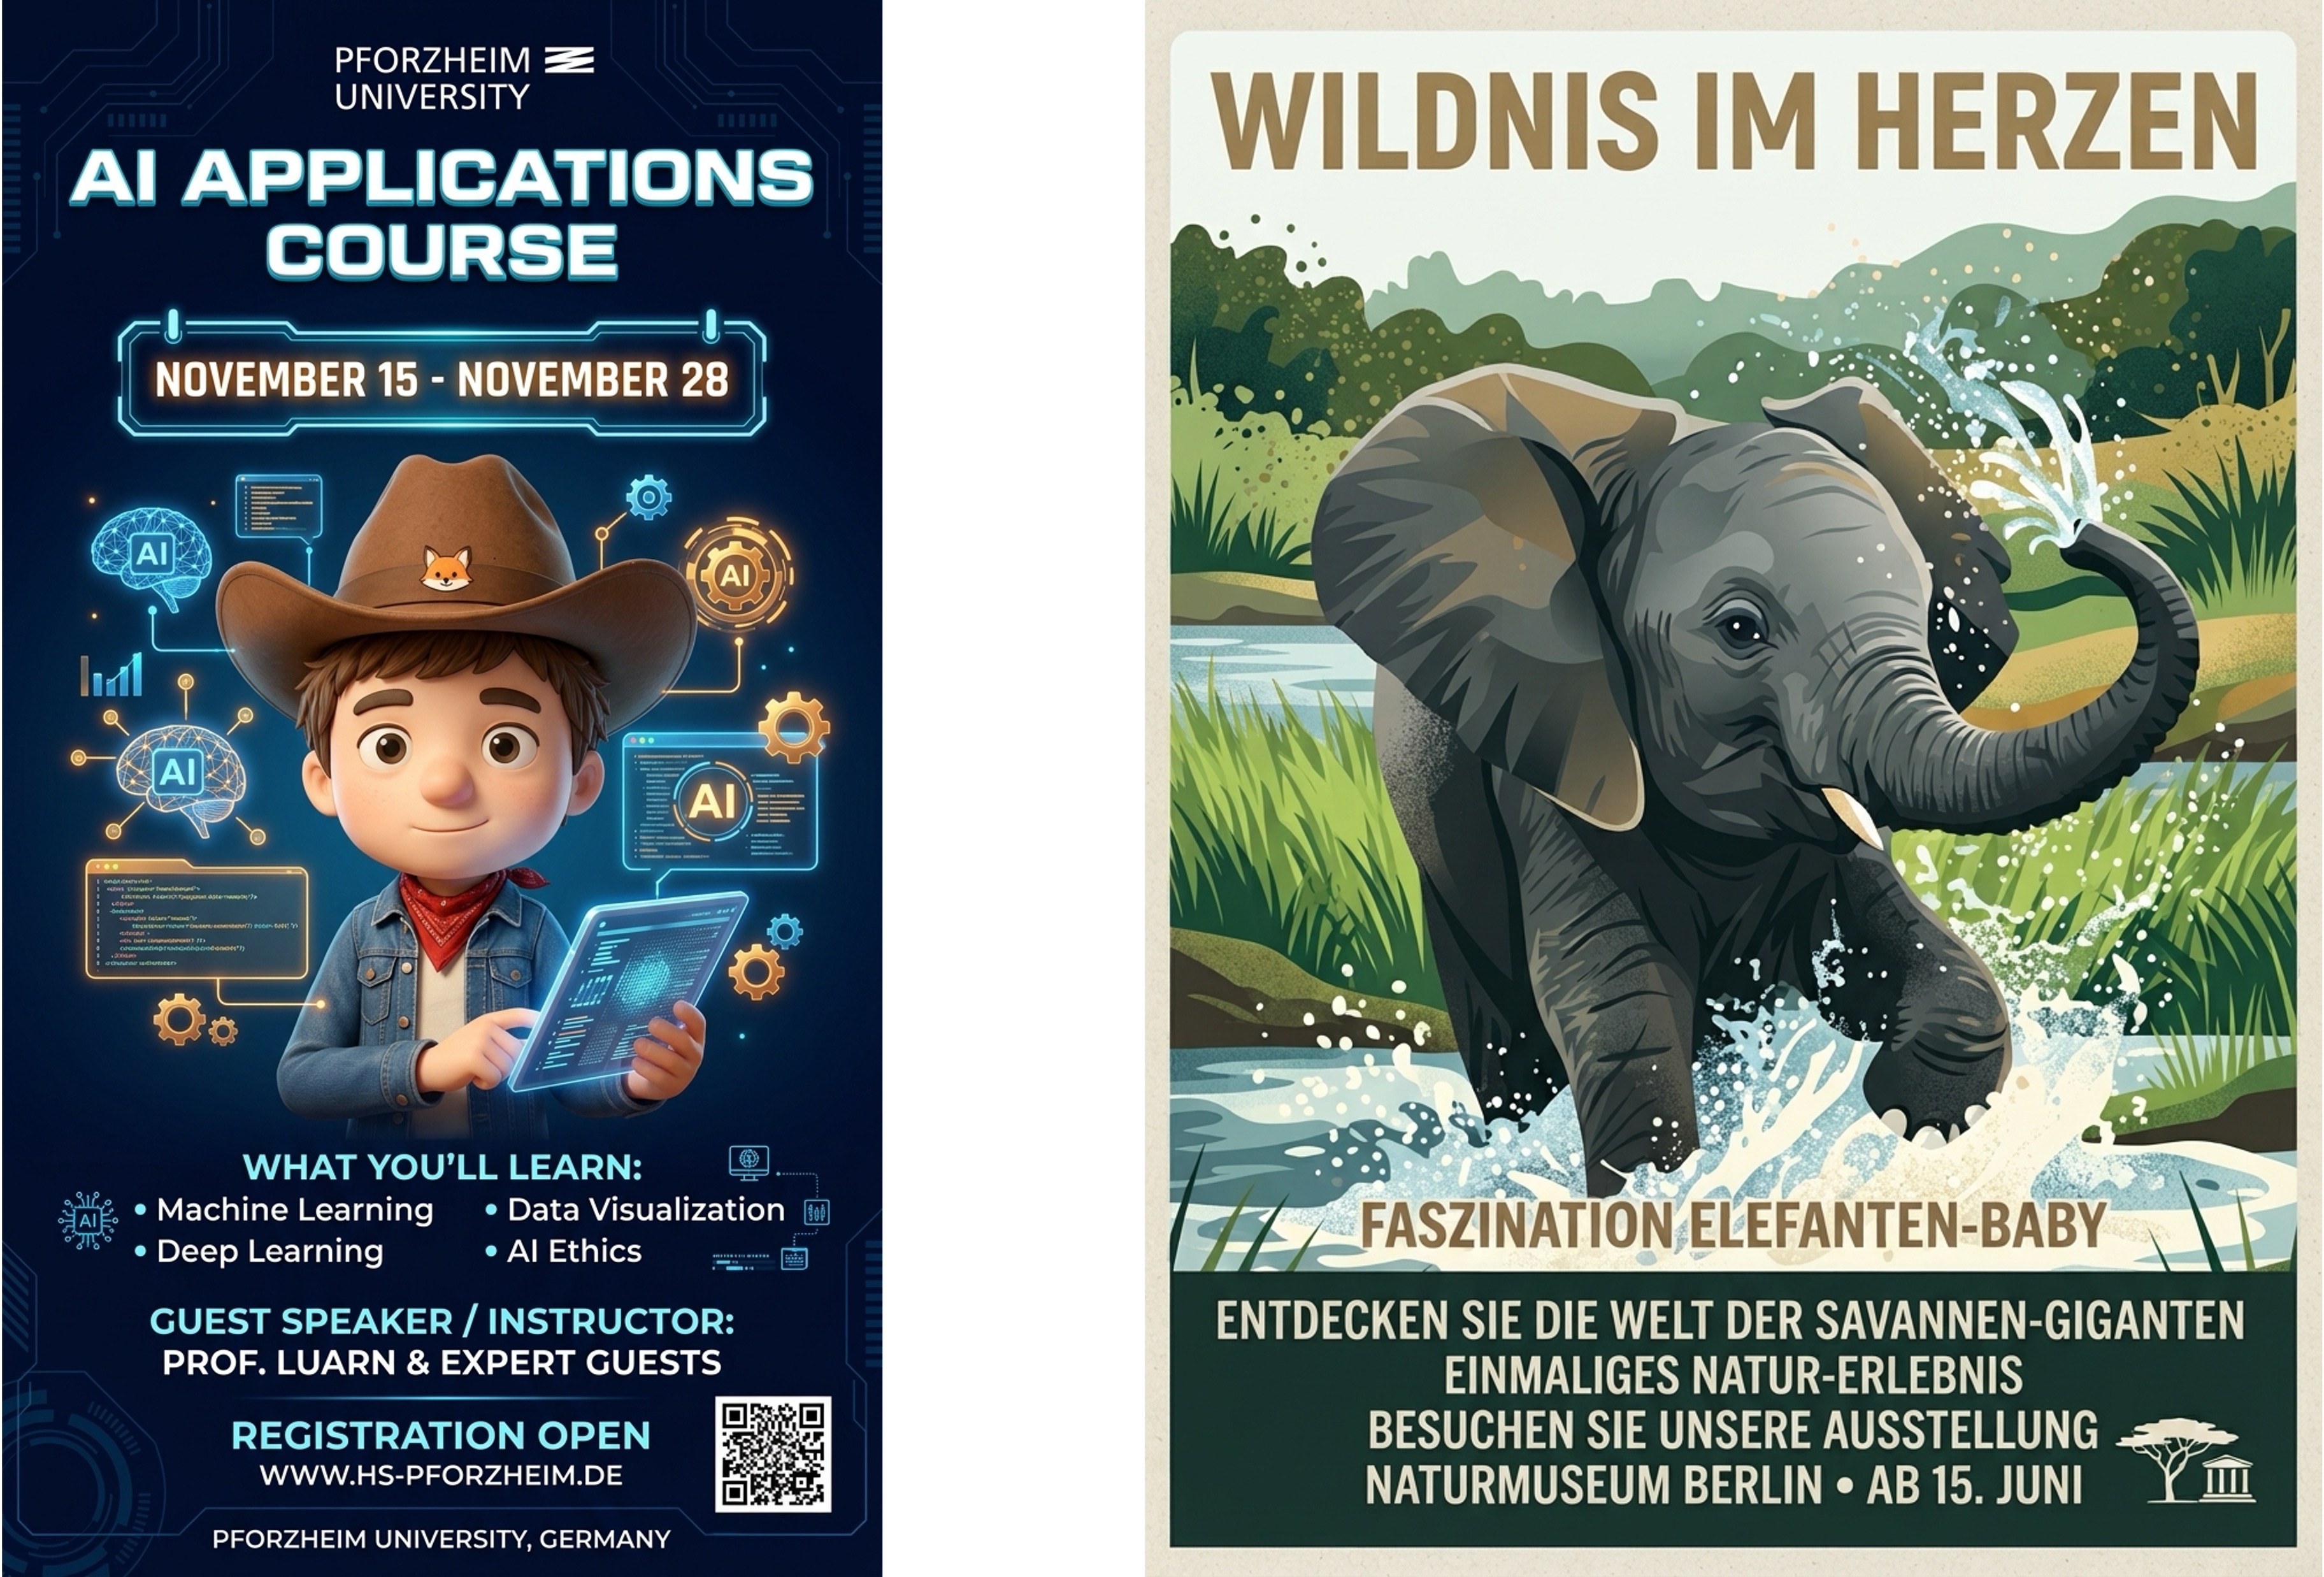 PFORZHEIM
UNIVERSITY
AI APPLICATIONS
COURSE
NOVEMBER 15 - NOVEMBER 28
AI
AI
AI
AI
WHAT YOU'LL LEARN:
• Machine Learning
• Deep Learning
• Data Visualization
• AI Ethics
AI
GUEST SPEAKER / INSTRUCTOR:
PROF. LUARN & EXPERT GUESTS
REGISTRATION OPEN
WWW.HS-PFORZHEIM.DE
PFORZHEIM UNIVERSITY, GERMANY
WILDNIS IM HERZEN
FASZINATION ELEFANTEN-BABY
ENTDECKEN SIE DIE WELT DER SAVANNEN-GIGANTEN
EINMALIGES NATUR-ERLEBNIS
BESUCHEN SIE UNSERE AUSSTELLUNG
NATURMUSEUM BERLIN • AB 15. JUNI